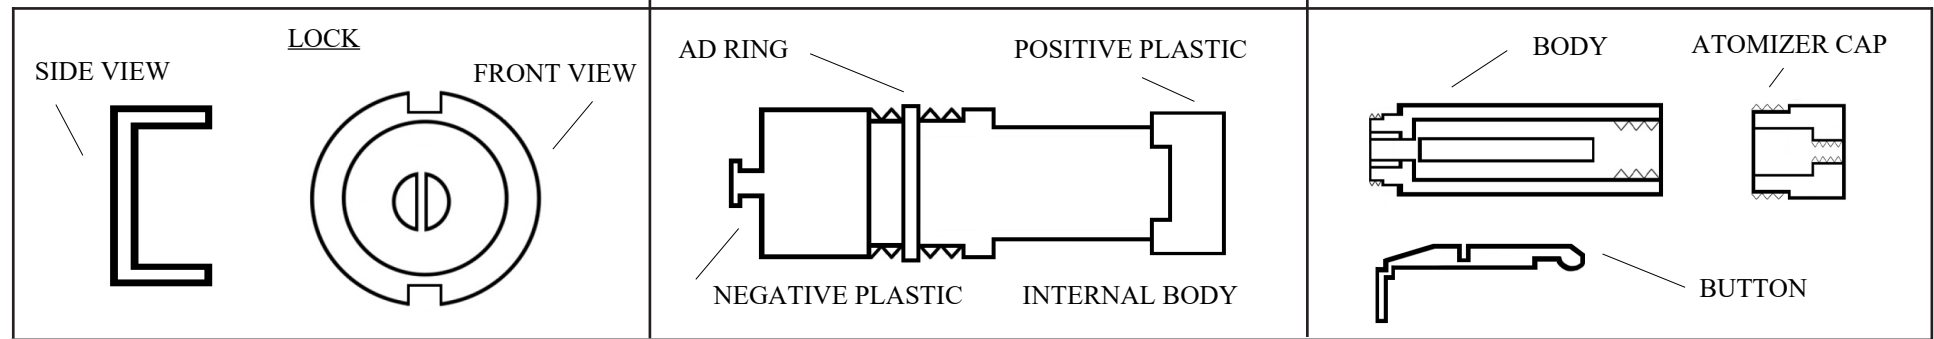 LOCK
SIDE VIEW
FRONT VIEW
AD RING
POSITIVE PLASTIC
NEGATIVE PLASTIC
INTERNAL BODY
BODY
ATOMIZER CAP
BUTTON